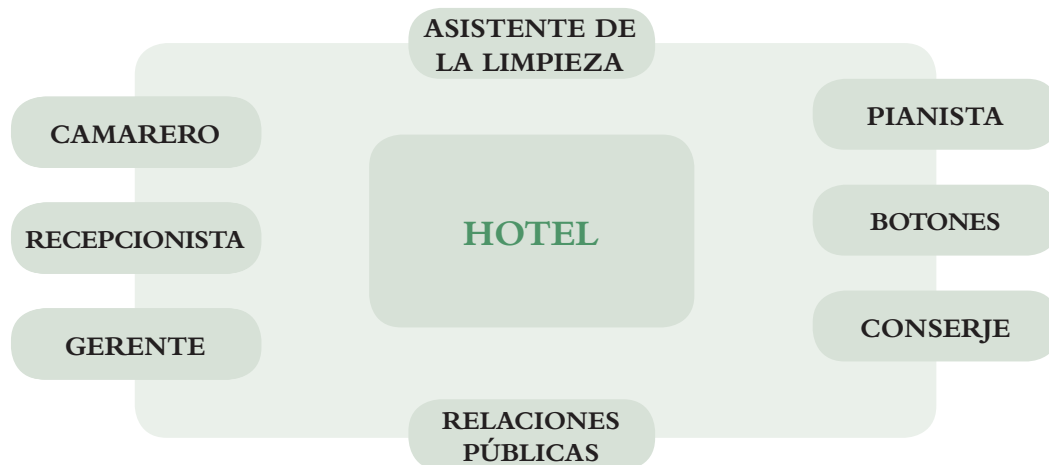 ASISTENTE DE
LA LIMPIEZA
CAMARERO
PIANISTA
RECEPCIONISTA
HOTEL
BOTONES
GERENTE
CONSERJE
RELACIONES
PÚBLICAS